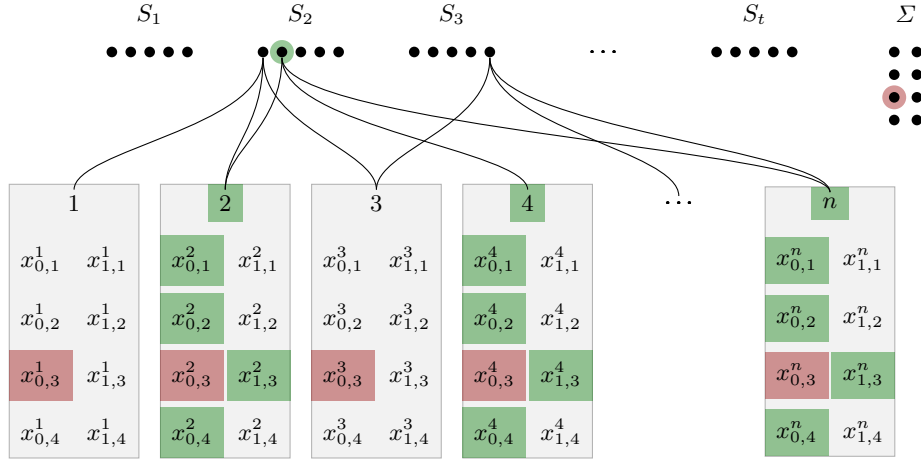 S_1 S_2 S_3 S_t Σ
···
1 2 3 4 ··· n
x^1_{0,1} x^1_{1,1} x^2_{0,1} x^2_{1,1} x^3_{0,1} x^3_{1,1} x^4_{0,1} x^4_{1,1} x^n_{0,1} x^n_{1,1}
x^1_{0,2} x^1_{1,2} x^2_{0,2} x^2_{1,2} x^3_{0,2} x^3_{1,2} x^4_{0,2} x^4_{1,2} x^n_{0,2} x^n_{1,2}
x^1_{0,3} x^1_{1,3} x^2_{0,3} x^2_{1,3} x^3_{0,3} x^3_{1,3} x^4_{0,3} x^4_{1,3} x^n_{0,3} x^n_{1,3}
x^1_{0,4} x^1_{1,4} x^2_{0,4} x^2_{1,4} x^3_{0,4} x^3_{1,4} x^4_{0,4} x^4_{1,4} x^n_{0,4} x^n_{1,4}